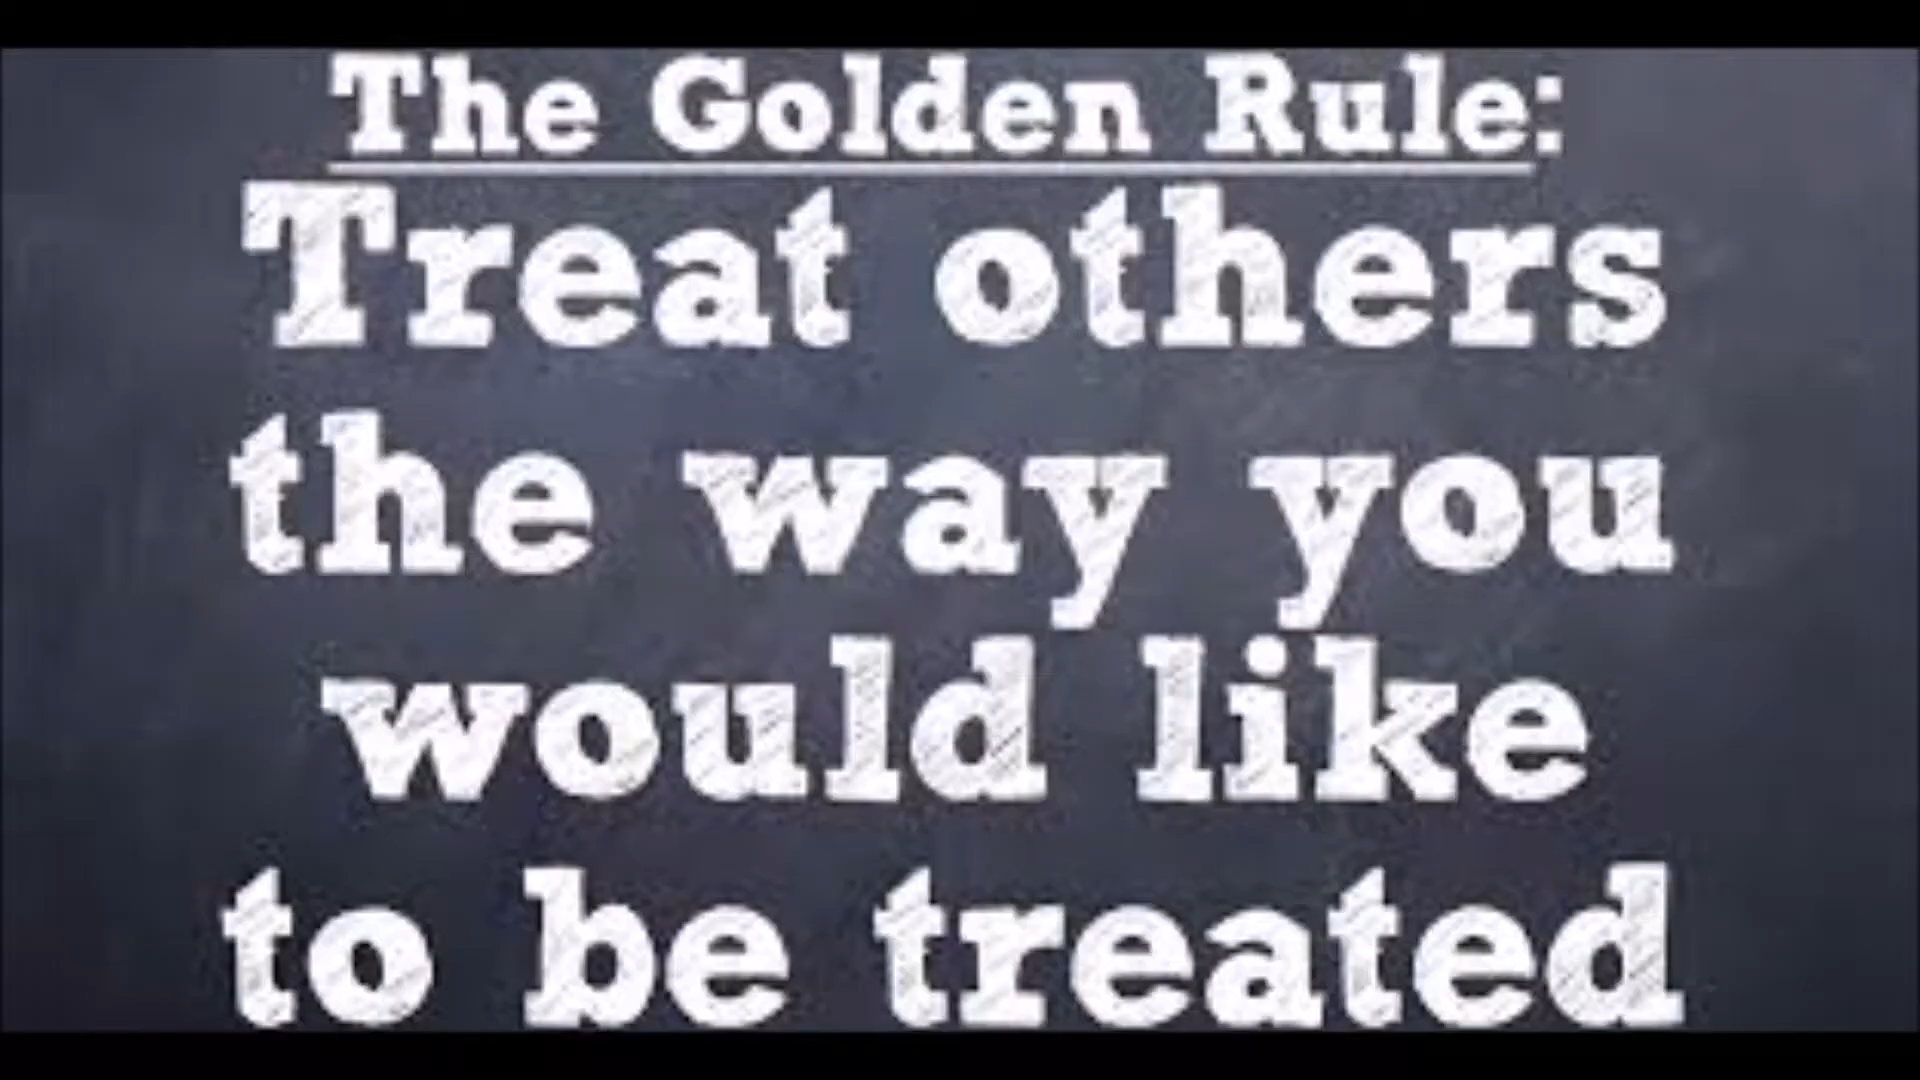 The Golden Rule:
Treat others
the way you
would like
to be treated